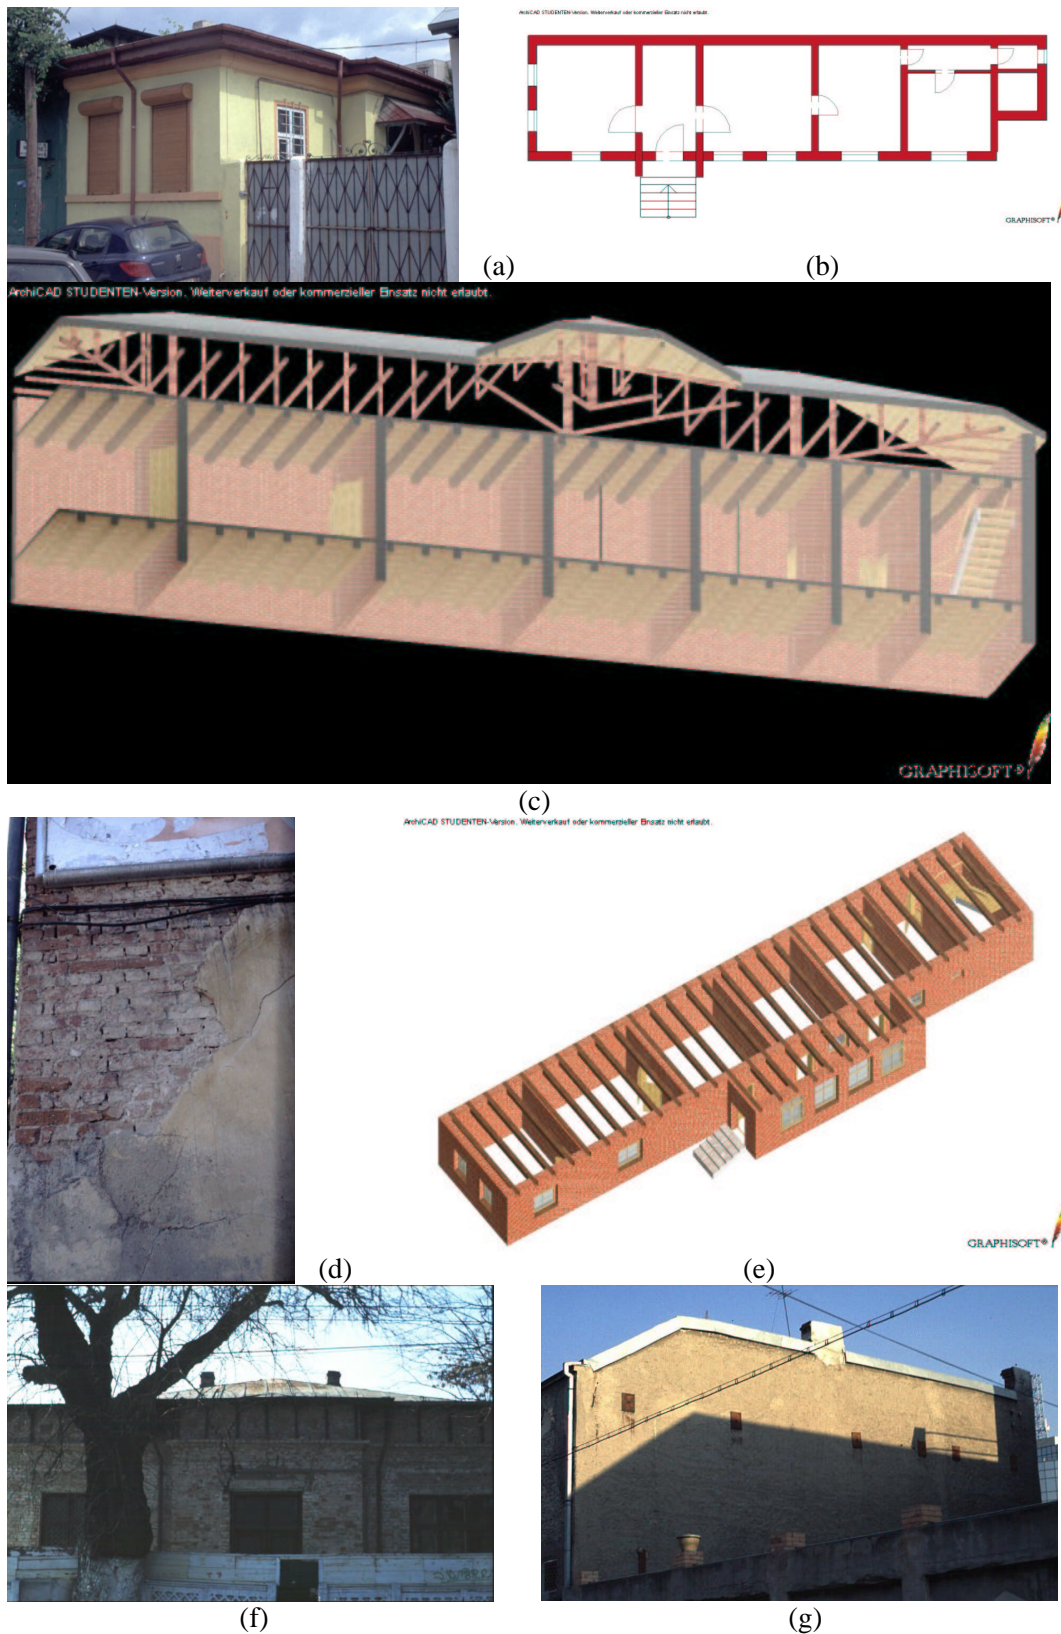 ArchiCAD STUDENTEN-Version. Weiterverkauf oder kommerzieller Einsatz nicht erlaubt.
GRAPHISOFT®
(a)
(b)
ArchiCAD STUDENTEN-Version. Weiterverkauf oder kommerzieller Einsatz nicht erlaubt.
GRAPHISOFT®
(c)
ArchiCAD STUDENTEN-Version. Weiterverkauf oder kommerzieller Einsatz nicht erlaubt.
GRAPHISOFT®
(d)
(e)
(f)
(g)